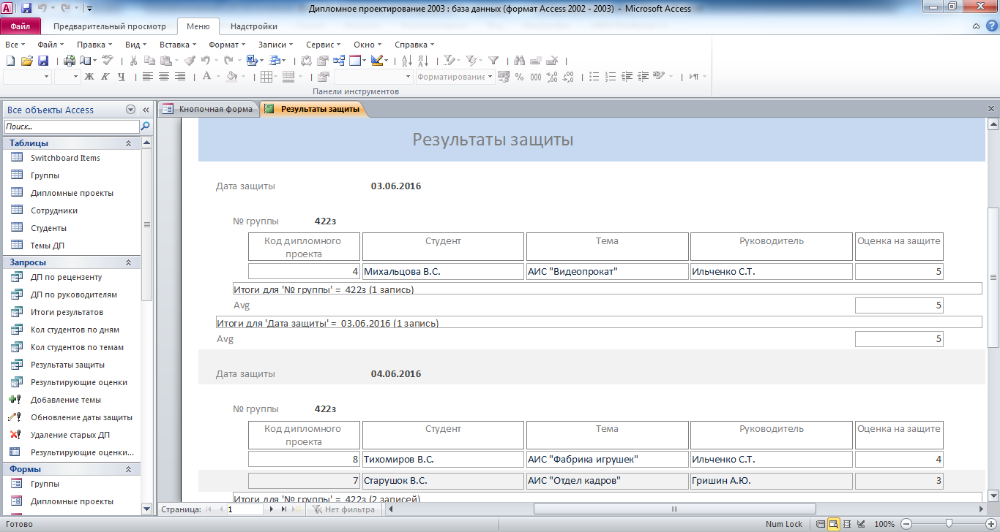 Дипломное проектирование 2003 : база данных (формат Access 2002 - 2003) - Microsoft Access
Файл Предварительный просмотр Меню Надстройки
Все Файл Правка Вид Вставка Формат Записи Сервис Окно Справка
Ж К Ч А Форматирование % 000
Панели инструментов
Все объекты Access
Поиск...
Таблицы
Switchboard Items
Группы
Дипломные проекты
Сотрудники
Студенты
Темы ДП
Запросы
ДП по рецензенту
ДП по руководителям
Итоги результатов
Кол студентов по дням
Кол студентов по темам
Результаты защиты
Результирующие оценки
Добавление темы
Обновление даты защиты
Удаление старых ДП
Результирующие оценки...
Формы
Группы
Дипломные проекты
Кнопочная форма Результаты защиты
Результаты защиты
Дата защиты 03.06.2016
№ группы 422з
Код дипломного проекта Студент Тема Руководитель Оценка на защите
4 Михальцова В.С. АИС "Видеопрокат" Ильченко С.Т. 5
Итоги для '№ группы' = 422з (1 запись)
Avg 5
Итоги для 'Дата защиты' = 03.06.2016 (1 запись)
Avg 5
Дата защиты 04.06.2016
№ группы 422з
Код дипломного проекта Студент Тема Руководитель Оценка на защите
8 Тихомиров В.С. АИС "Фабрика игрушек" Ильченко С.Т. 4
7 Старушок В.С. АИС "Отдел кадров" Гришин А.Ю. 3
Итоги для '№ группы' = 422з (2 записей)
Страница: 1 Нет фильтра
Готово Num Lock 100%